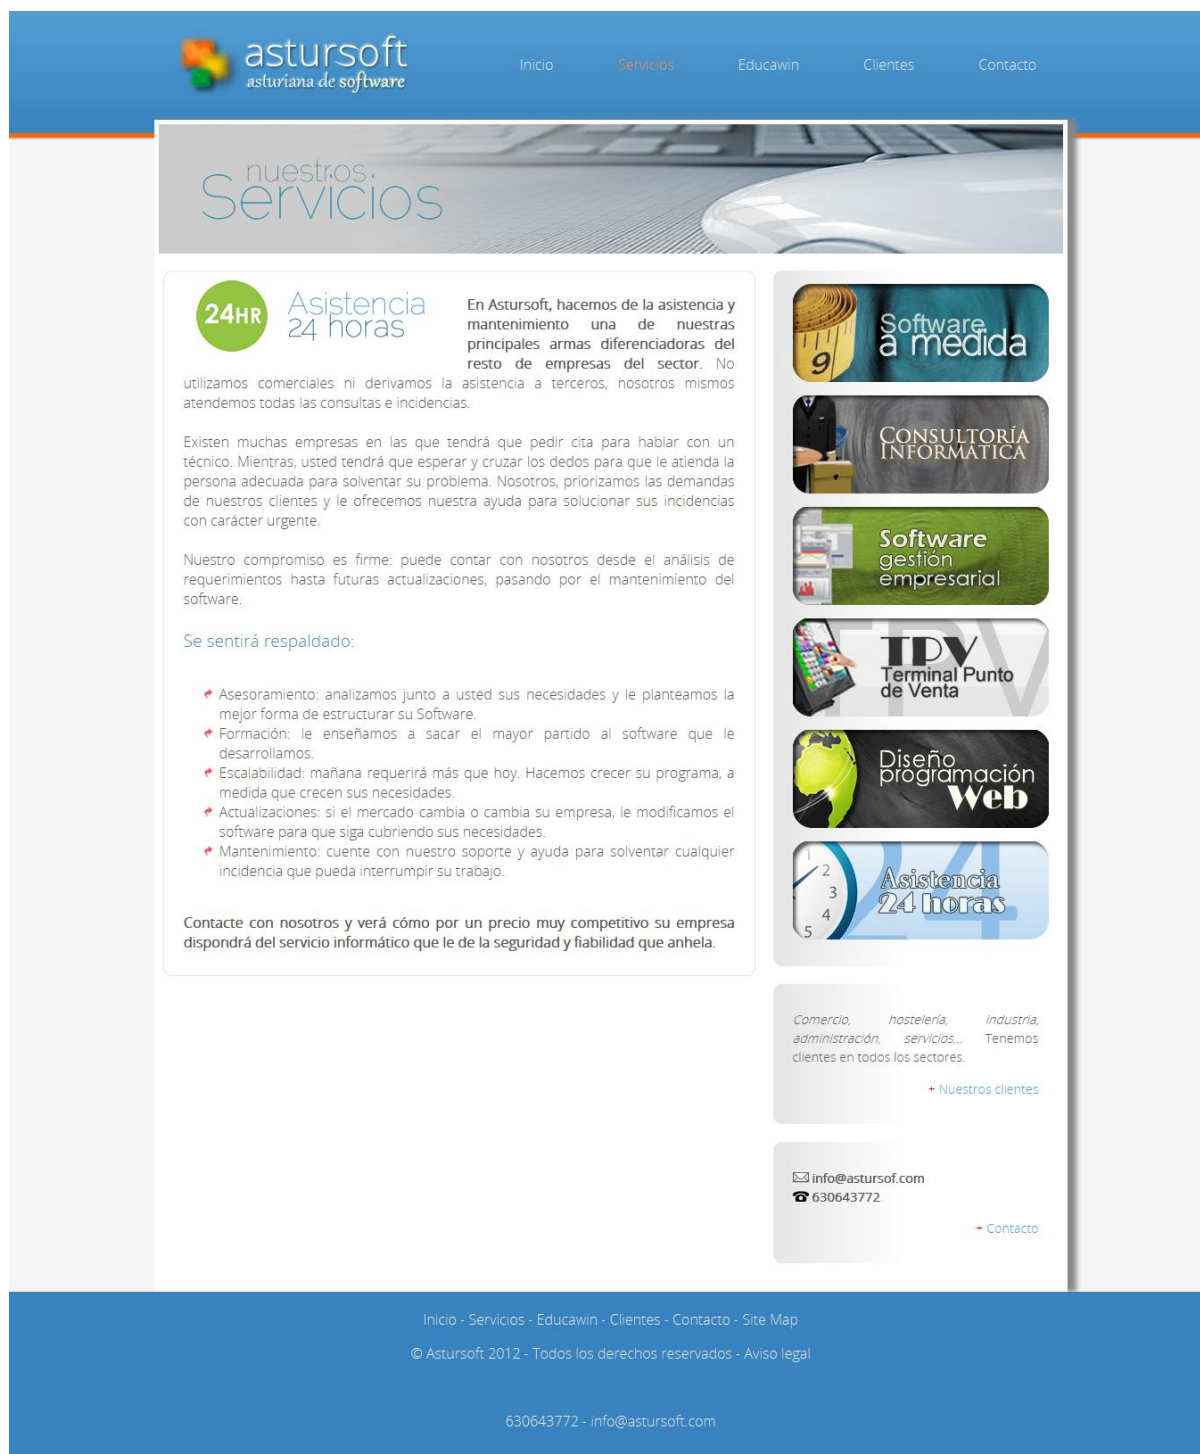 astursoft
asturiana de software
Inicio Servicios Educawin Clientes Contacto
nuestros
Servicios
24HR
Asistencia
24 horas
En Astursoft, hacemos de la asistencia y
mantenimiento una de nuestras
principales armas diferenciadoras del
resto de empresas del sector. No
utilizamos comerciales ni derivamos la asistencia a terceros, nosotros mismos
atendemos todas las consultas e incidencias.
Existen muchas empresas en las que tendrá que pedir cita para hablar con un
técnico. Mientras, usted tendrá que esperar y cruzar los dedos para que le atienda la
persona adecuada para solventar su problema. Nosotros, priorizamos las demandas
de nuestros clientes y le ofrecemos nuestra ayuda para solucionar sus incidencias
con carácter urgente.
Nuestro compromiso es firme: puede contar con nosotros desde el análisis de
requerimientos hasta futuras actualizaciones, pasando por el mantenimiento del
software.
Se sentirá respaldado:
Asesoramiento: analizamos junto a usted sus necesidades y le planteamos la
mejor forma de estructurar su Software.
Formación: le enseñamos a sacar el mayor partido al software que le
desarrollamos.
Escalabilidad: mañana requerirá más que hoy. Hacemos crecer su programa, a
medida que crecen sus necesidades.
Actualizaciones: si el mercado cambia o cambia su empresa, le modificamos el
software para que siga cubriendo sus necesidades.
Mantenimiento: cuente con nuestro soporte y ayuda para solventar cualquier
incidencia que pueda interrumpir su trabajo.
Contacte con nosotros y verá cómo por un precio muy competitivo su empresa
dispondrá del servicio informático que le de la seguridad y fiabilidad que anhela.
9
Software
a medida
Consultoría
Informática
Software
gestión
empresarial
TPV
TPV
Terminal Punto
de Venta
Diseño
programación
Web
1
2
3
4
5
24
Asistencia
24 horas
Comercio, hostelería, industria,
administración, servicios... Tenemos
clientes en todos los sectores.
+ Nuestros clientes
info@astursof.com
630643772
+ Contacto
Inicio - Servicios - Educawin - Clientes - Contacto - Site Map
© Astursoft 2012 - Todos los derechos reservados - Aviso legal
630643772 - info@astursoft.com